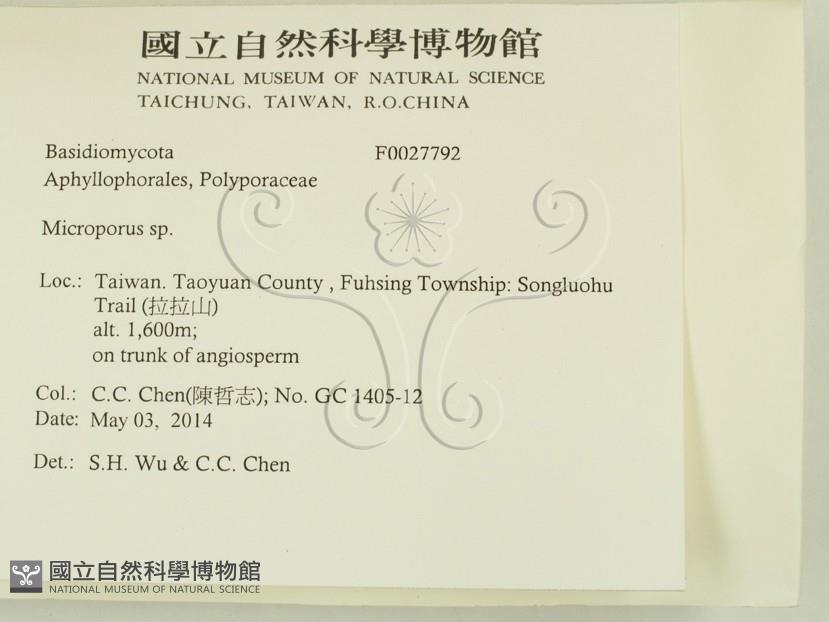 國立自然科學博物館
NATIONAL MUSEUM OF NATURAL SCIENCE
TAICHUNG, TAIWAN, R.O.CHINA
Basidiomycota F0027792
Aphyllophorales, Polyporaceae
Microporus sp.
Loc.: Taiwan. Taoyuan County , Fuhsing Township: Songluohu
Trail (拉拉山)
alt. 1,600m;
on trunk of angiosperm
Col.: C.C. Chen(陳哲志); No. GC 1405-12
Date: May 03, 2014
Det.: S.H. Wu & C.C. Chen
國立自然科學博物館
NATIONAL MUSEUM OF NATURAL SCIENCE